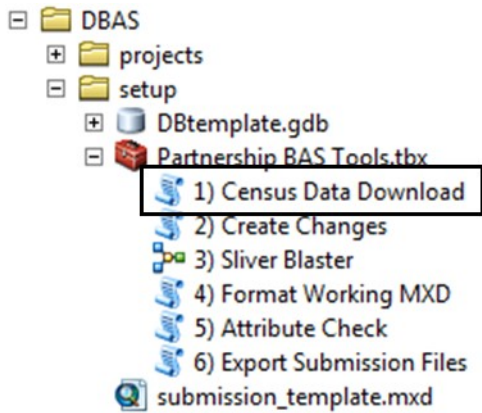 DBAS
projects
setup
DBtemplate.gdb
Partnership BAS Tools.tbx
1) Census Data Download
2) Create Changes
3) Sliver Blaster
4) Format Working MXD
5) Attribute Check
6) Export Submission Files
submission_template.mxd